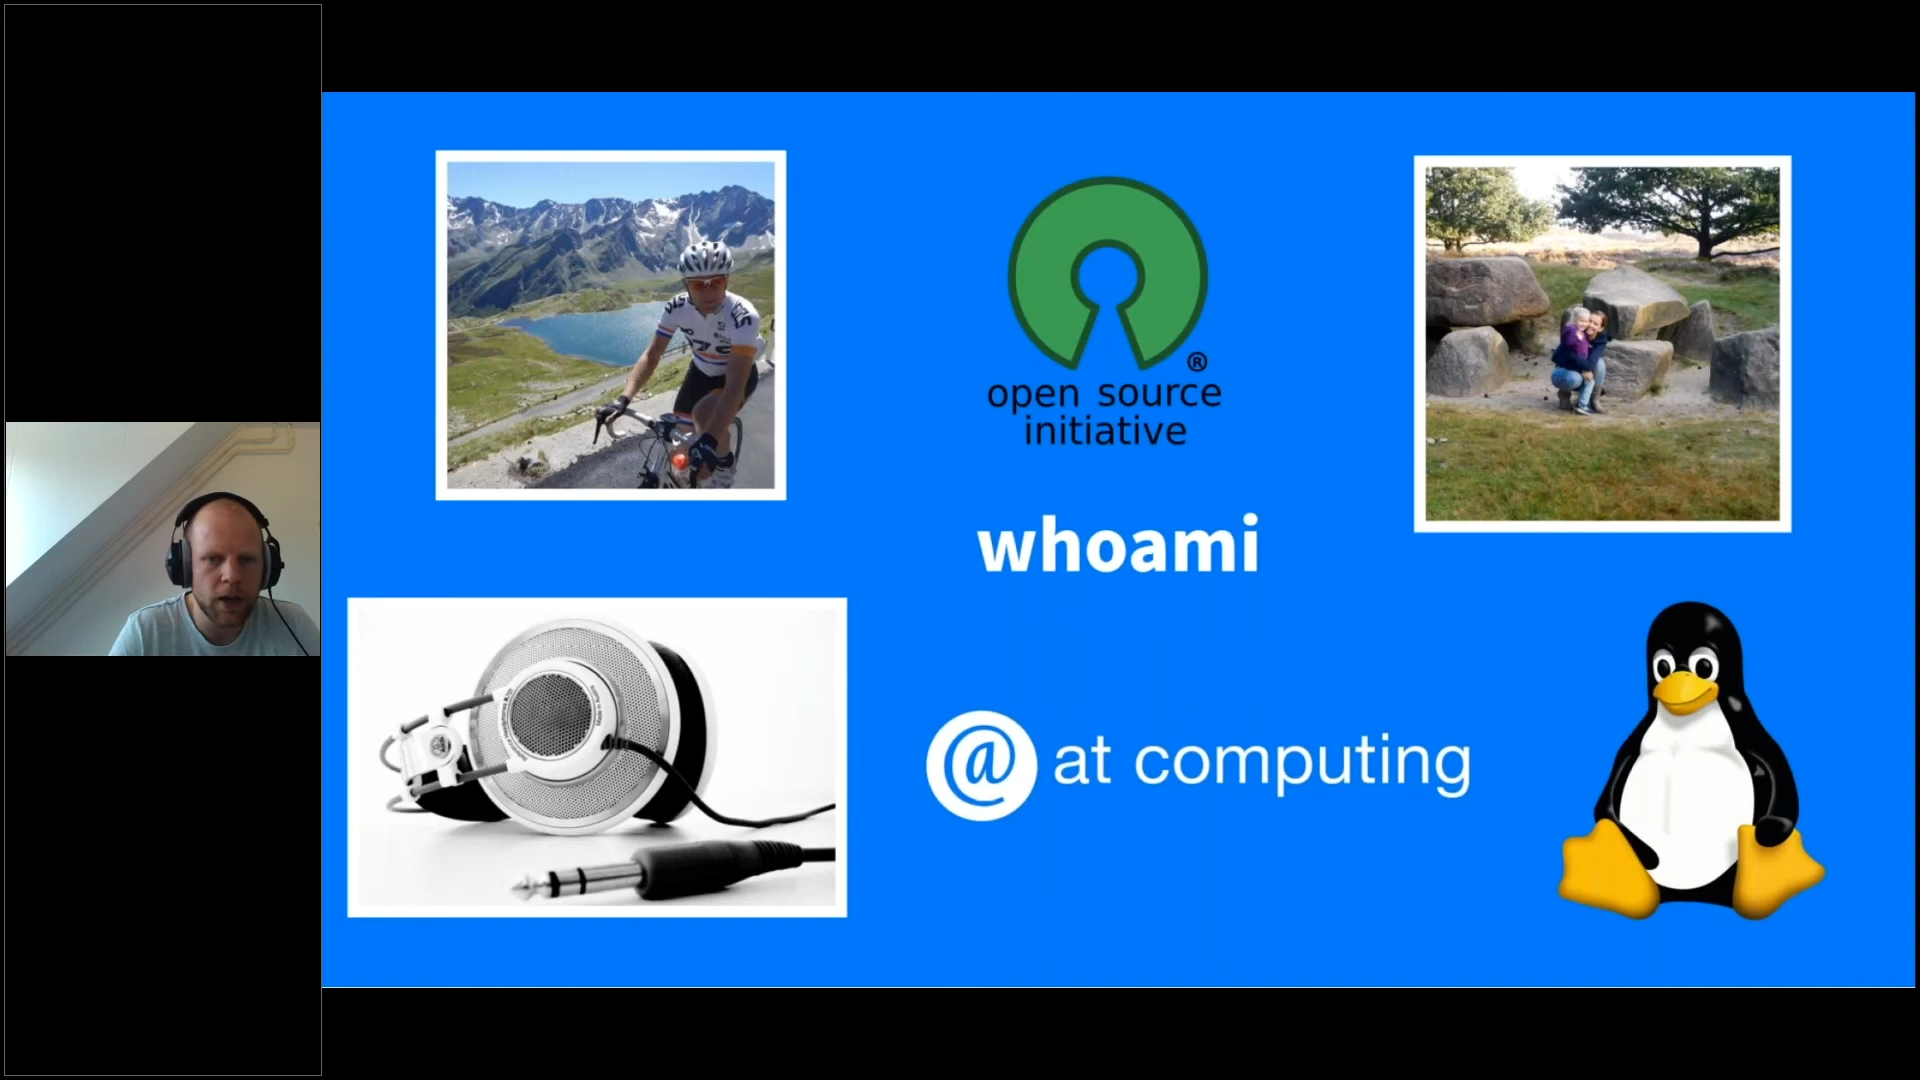 ®
open source
initiative
whoami
@ at computing